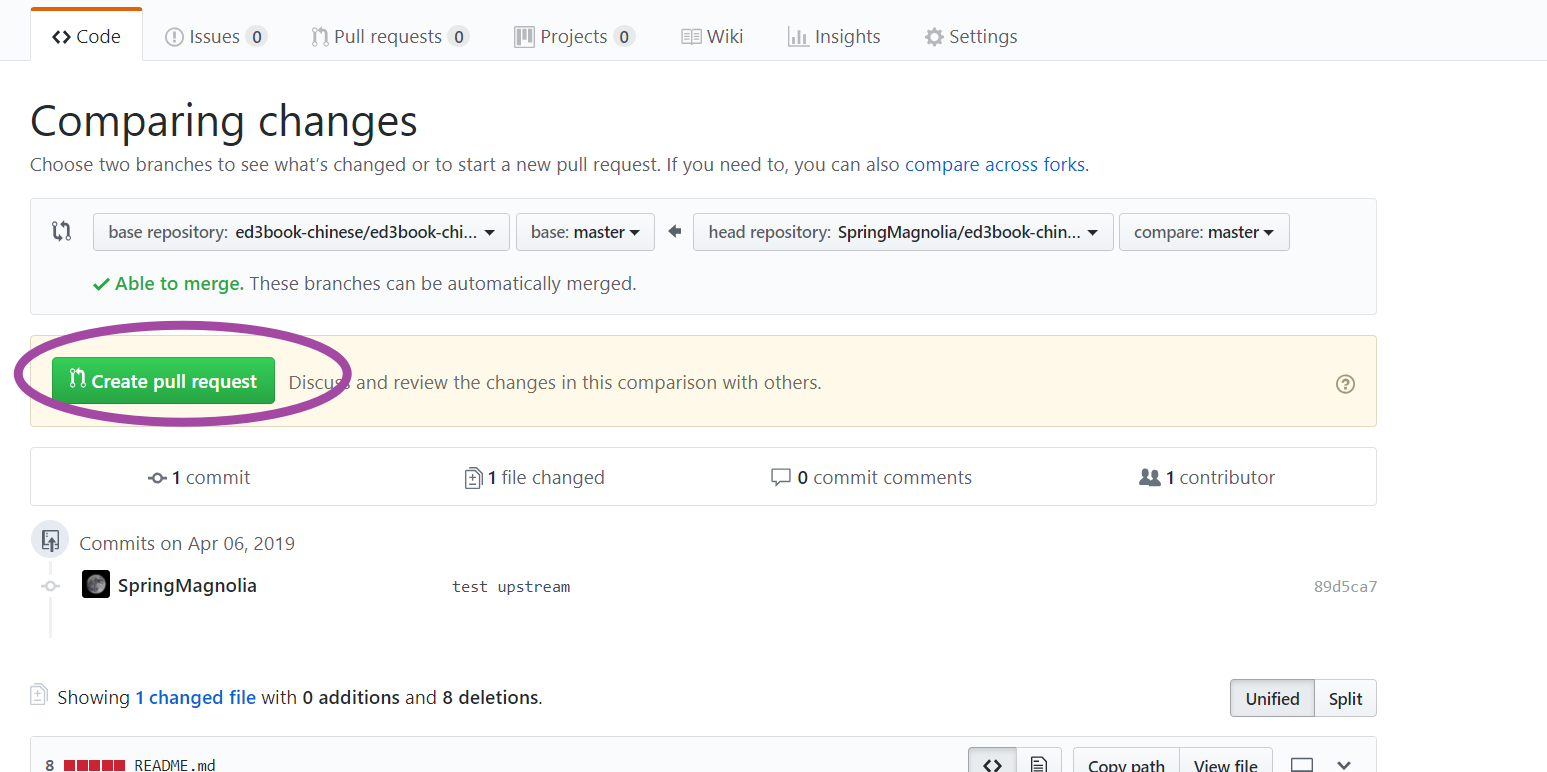 Code Issues 0 Pull requests 0 Projects 0 Wiki Insights Settings
Comparing changes
Choose two branches to see what's changed or to start a new pull request. If you need to, you can also compare across forks.
base repository: ed3book-chinese/ed3book-chi... base: master head repository: SpringMagnolia/ed3book-chin... compare: master
Able to merge. These branches can be automatically merged.
Create pull request Discuss and review the changes in this comparison with others.
1 commit 1 file changed 0 commit comments 1 contributor
Commits on Apr 06, 2019
SpringMagnolia test upstream 89d5ca7
Showing 1 changed file with 0 additions and 8 deletions. Unified Split
8 README.md Copy path View file